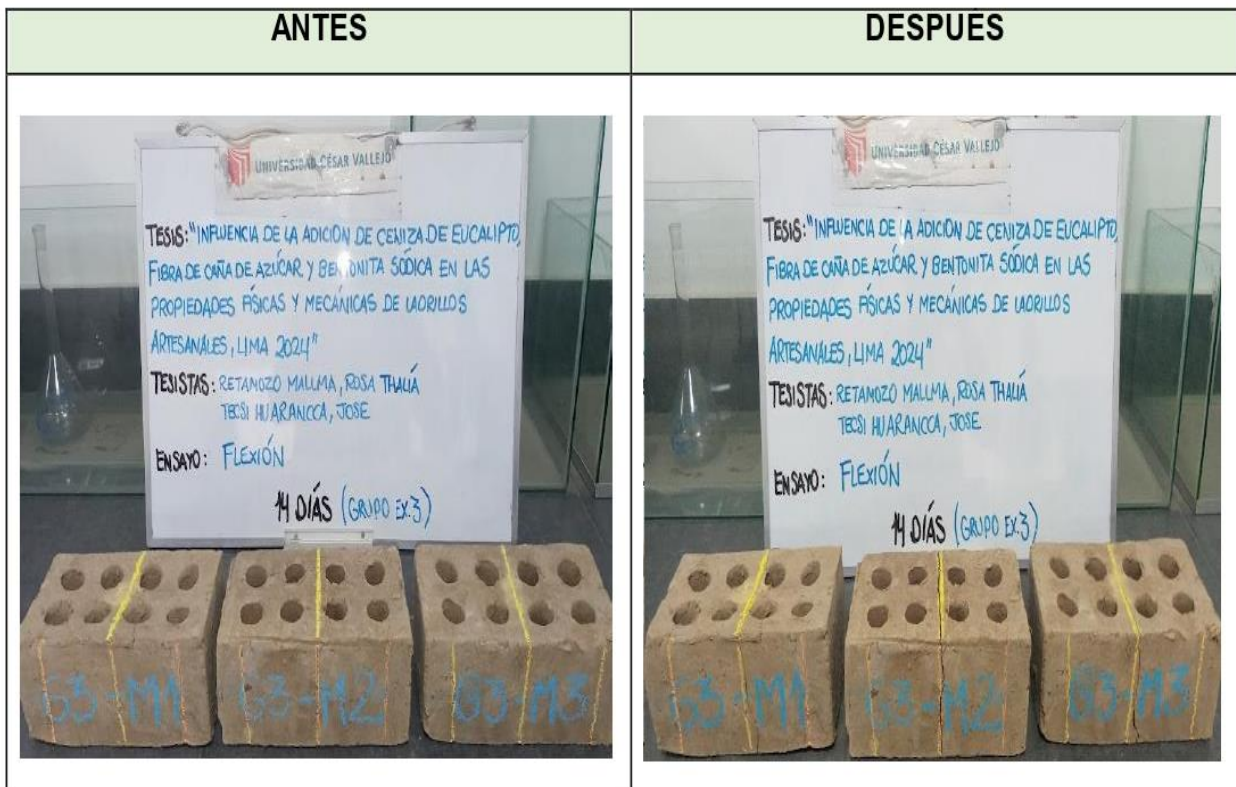 ANTES
DESPUÉS
UNIVERSIDAD CÉSAR VALLEJO
TESIS: "INFLUENCIA DE LA ADICIÓN DE CENIZA DE EUCALIPTO,
FIBRA DE CAÑA DE AZÚCAR Y BENTONITA SÓDICA EN LAS
PROPIEDADES FÍSICAS Y MECÁNICAS DE LADRILLOS
ARTESANALES, LIMA 2024"
TESISTAS: RETAMOZO MALLMA, ROSA THALIÁ
TECSI HUARANCCA, JOSE
ENSAYO: FLEXIÓN
14 DÍAS (GRUPO EX.3)
G3-M1
G3-M2
G3-M3
UNIVERSIDAD CÉSAR VALLEJO
TESIS: "INFLUENCIA DE LA ADICIÓN DE CENIZA DE EUCALIPTO,
FIBRA DE CAÑA DE AZÚCAR Y BENTONITA SÓDICA EN LAS
PROPIEDADES FÍSICAS Y MECÁNICAS DE LADRILLOS
ARTESANALES, LIMA 2024"
TESISTAS: RETAMOZO MALLMA, ROSA THALIÁ
TECSI HUARANCCA, JOSE
ENSAYO: FLEXIÓN
14 DÍAS (GRUPO EX.3)
G3-M1
G3-M2
G3-M3